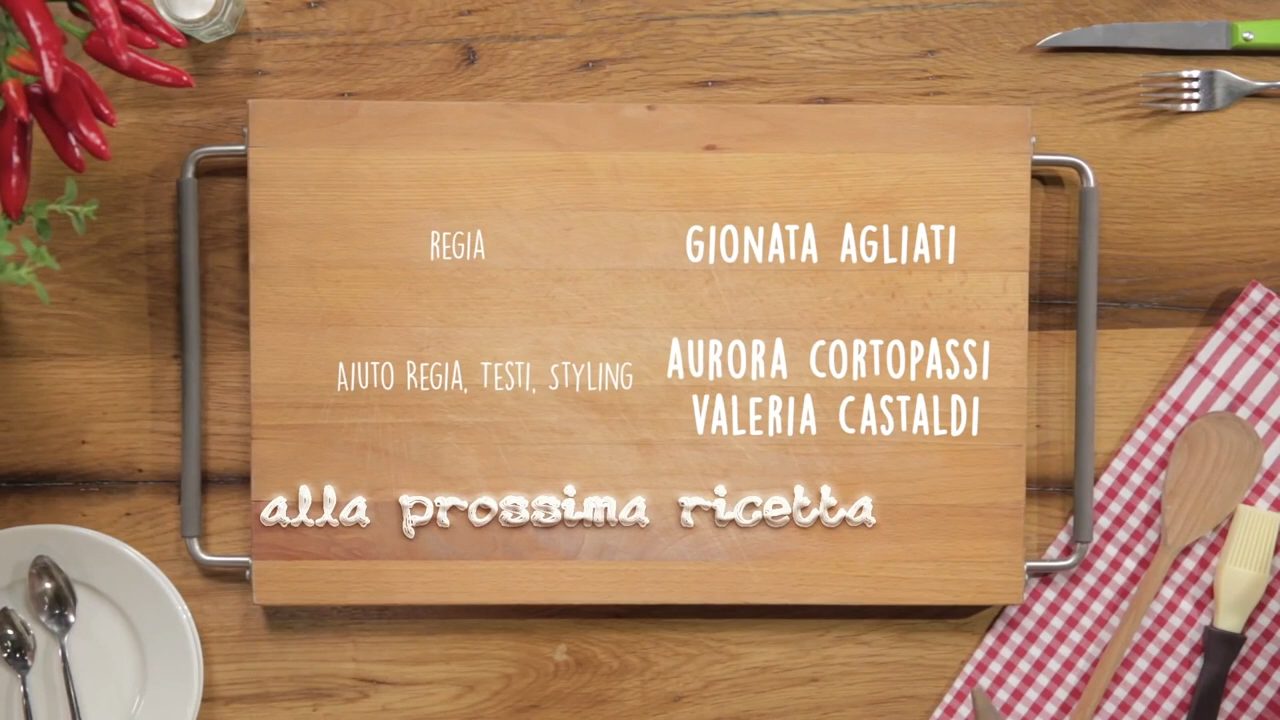 REGIA GIONATA AGLIATI
AIUTO REGIA, TESTI, STYLING AURORA CORTOPASSI
VALERIA CASTALDI
alla prossima ricetta